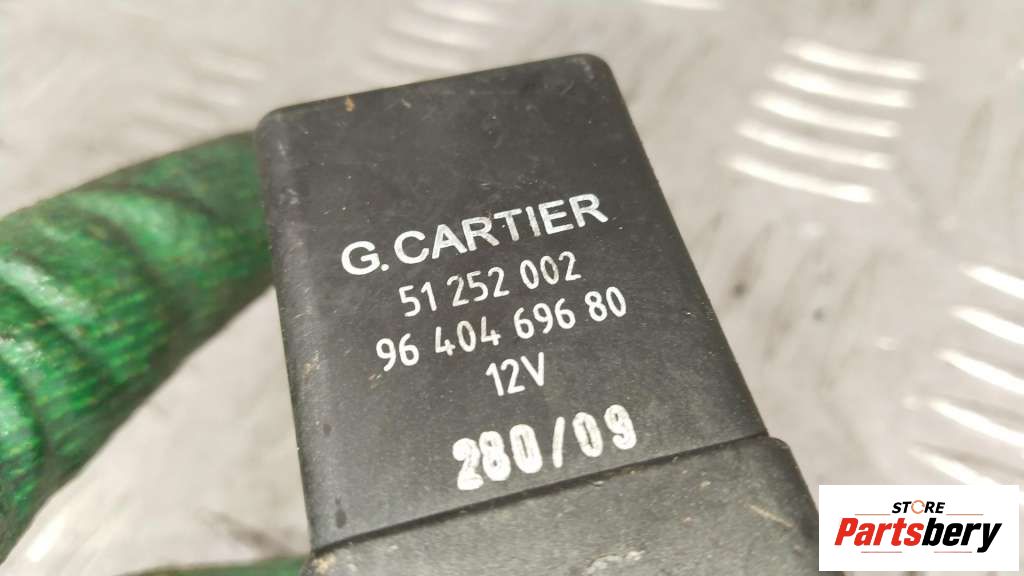 G. CARTIER
51 252 002
96 404 696 80
12V
280/09
STORE
Partsbery